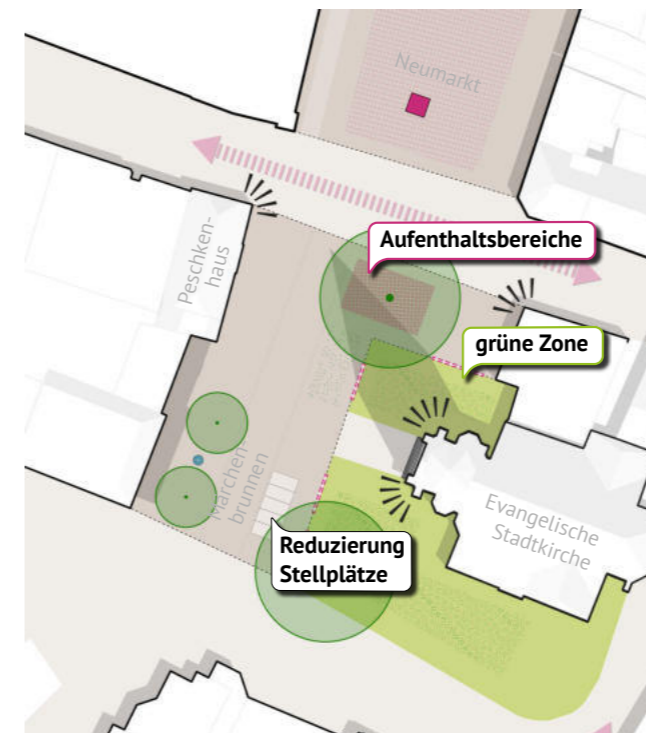 Neumarkt
Peschken-
haus
Aufenthaltsbereiche
grüne Zone
Märchen-
brunnen
Evangelische
Stadtkirche
Reduzierung
Stellplätze